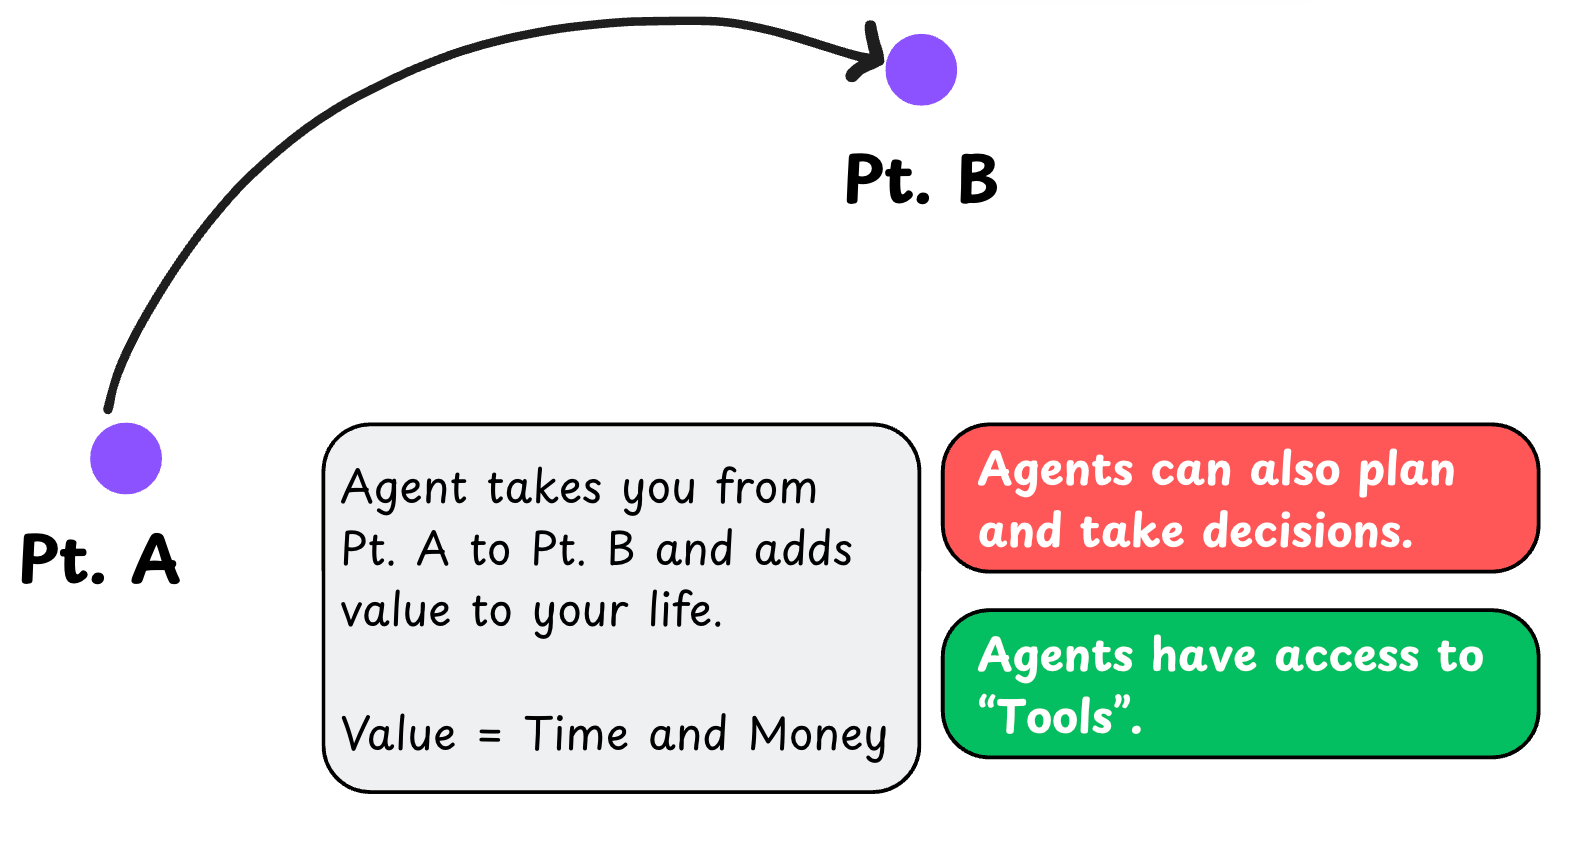 Pt. B
Pt. A
Agent takes you from
Pt. A to Pt. B and adds
value to your life.
Value = Time and Money
Agents can also plan
and take decisions.
Agents have access to
“Tools”.